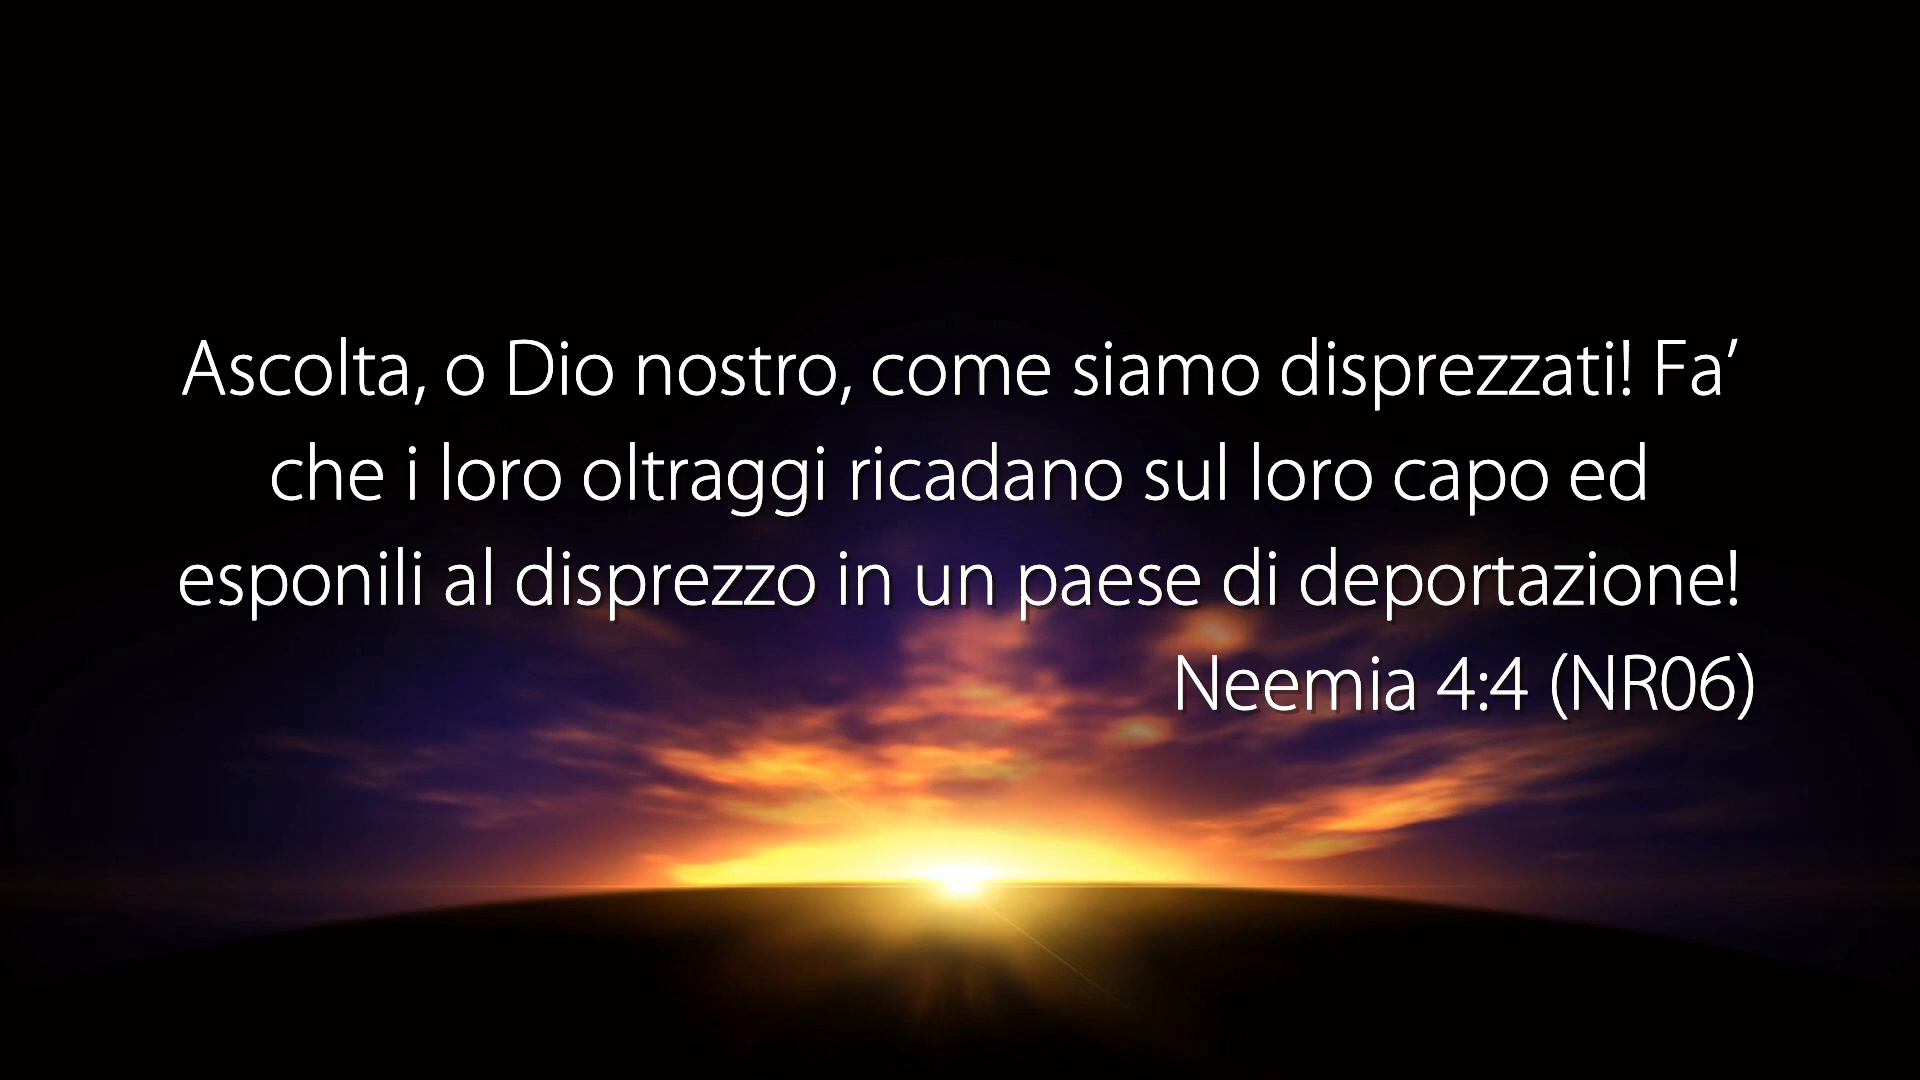 Ascolta, o Dio nostro, come siamo disprezzati! Fa’
che i loro oltraggi ricadano sul loro capo ed
esponili al disprezzo in un paese di deportazione!
Neemia 4:4 (NR06)